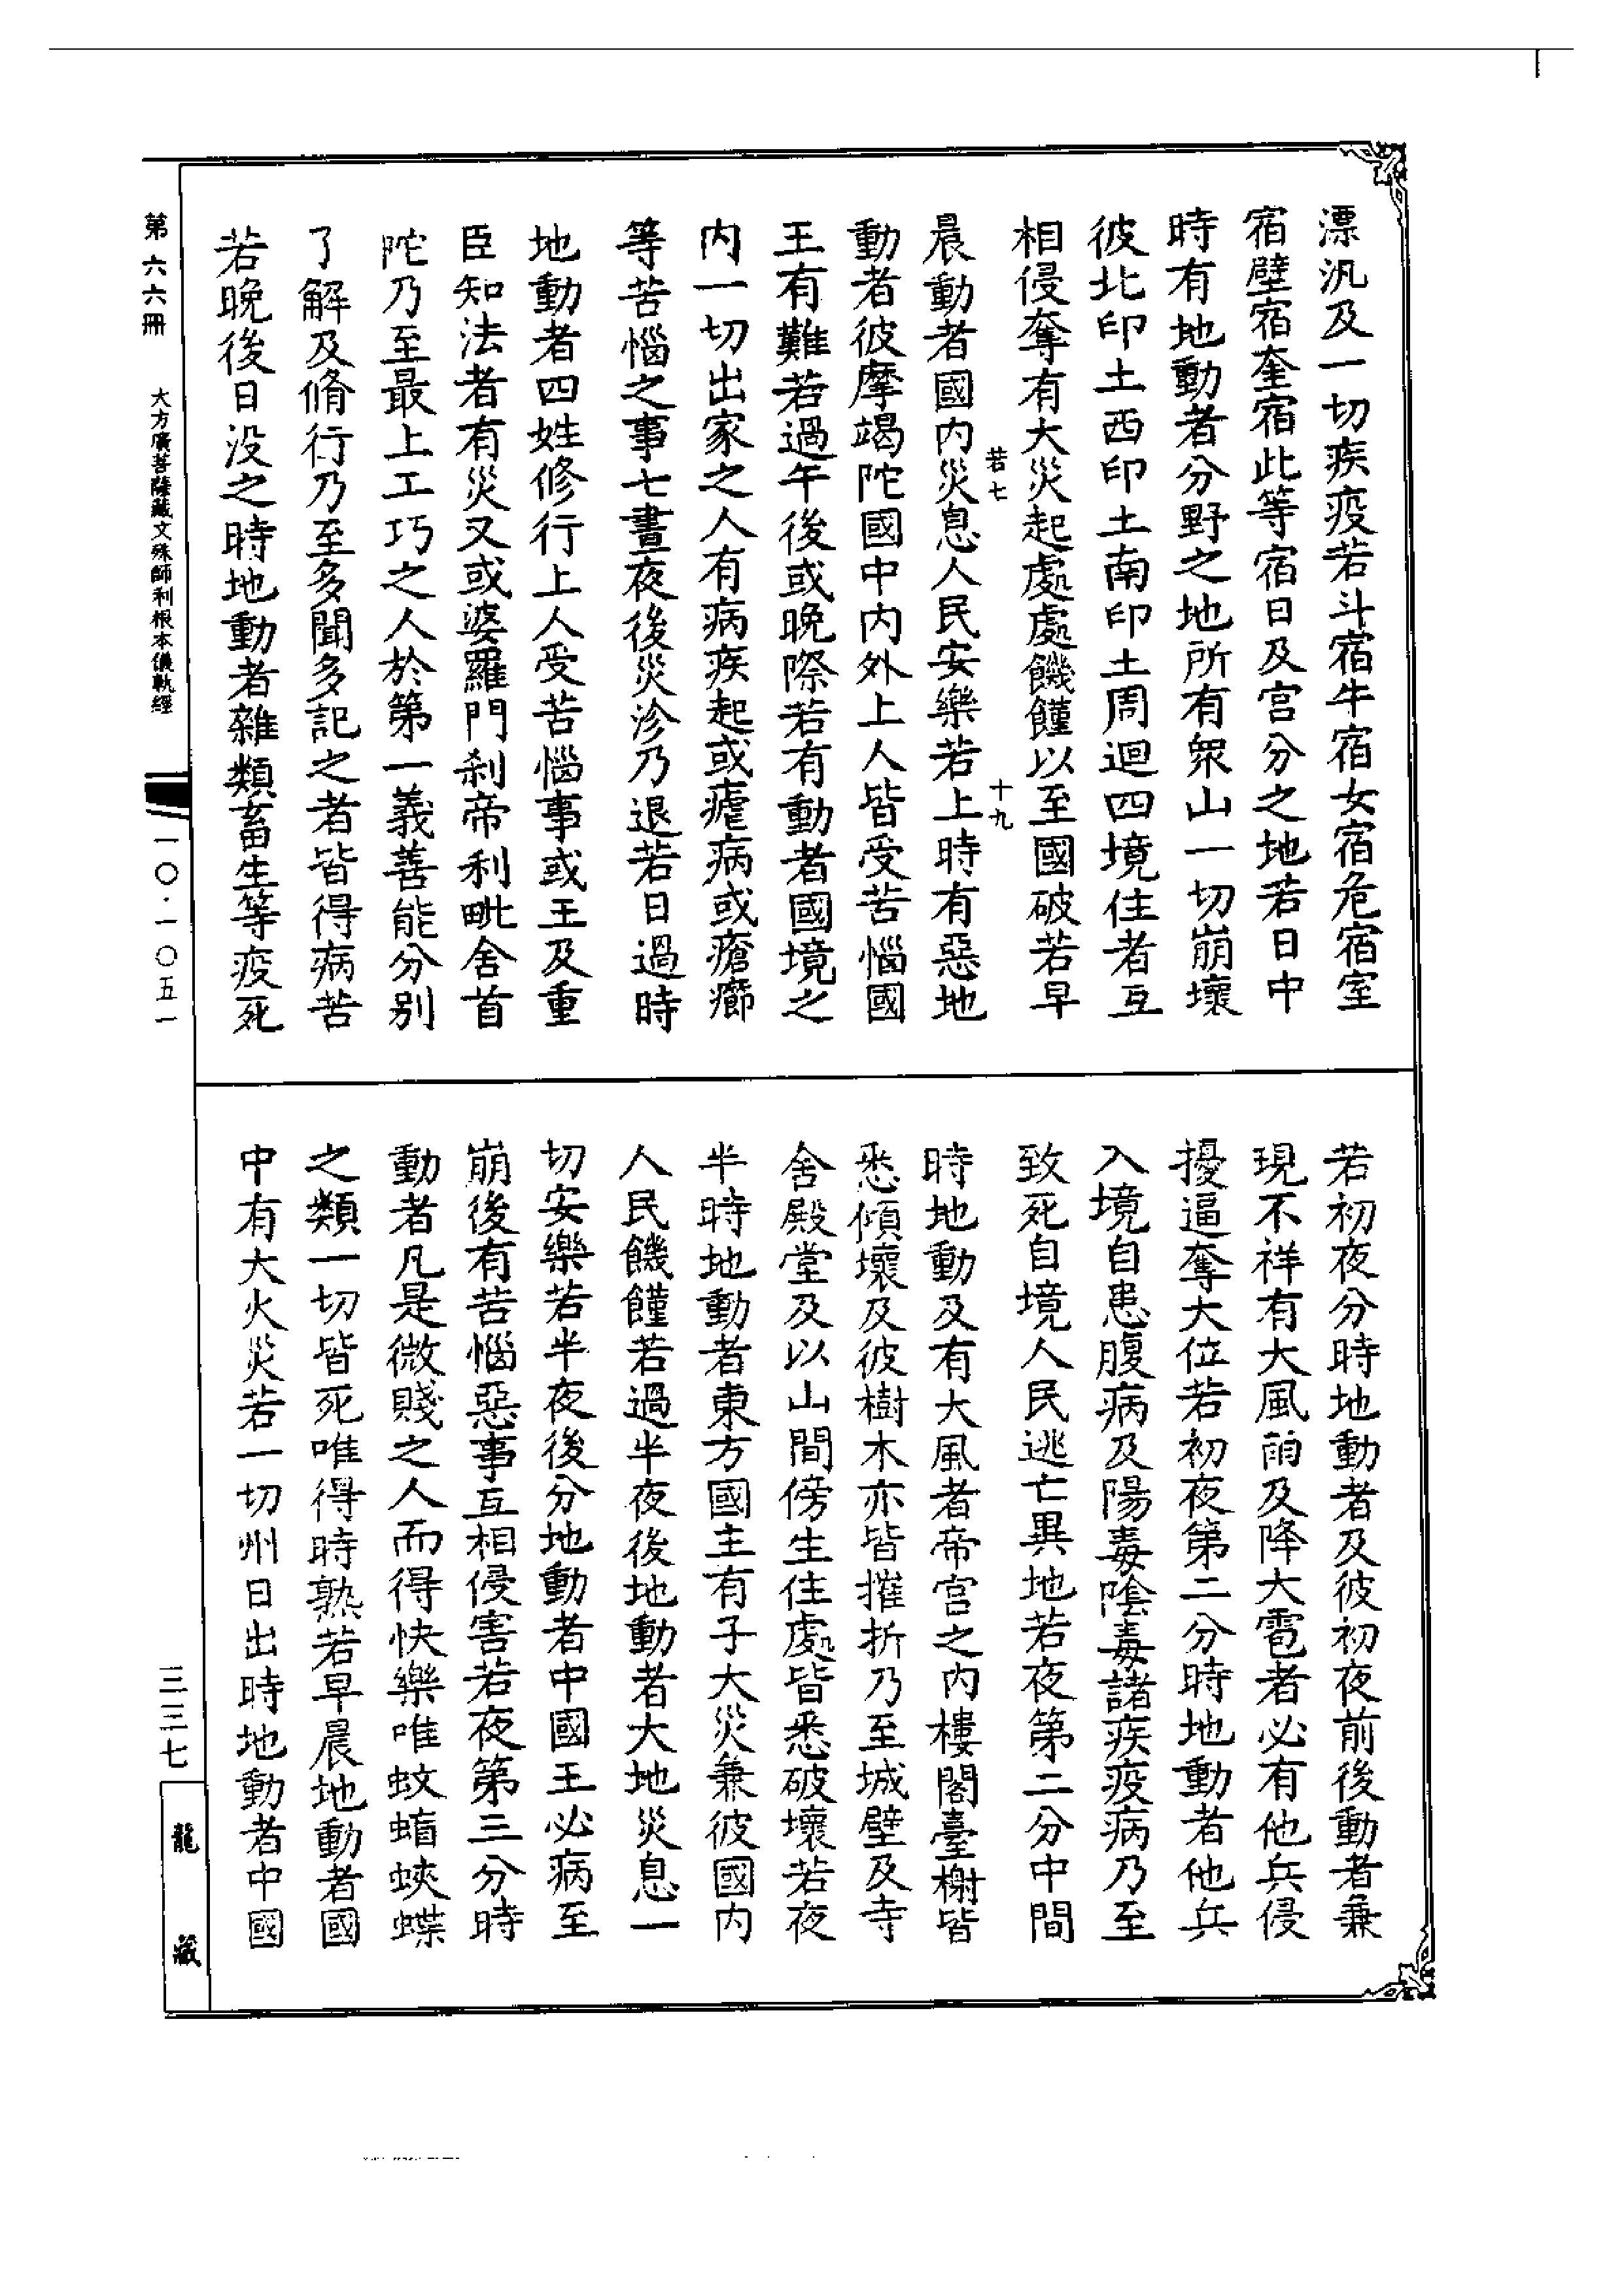 漂汎及一切疾疫若斗宿牛宿女宿危宿室
宿壁宿奎宿此等宿日及宮分之地若日中
時有地動者分野之地所有衆山一切崩壞
彼北印土西印土南印土周迴四境住者互
相侵奪有大災起處處饑饉以至國破若早
晨動者國內災息人民安樂若上時有惡地
動者彼摩竭陀國中內外上人皆受苦惱國
王有難若過午後或晚際若有動者國境之
內一切出家之人有病疾起或瘧病或瘡癤
等苦惱之事七晝夜後災沴乃退若日過時
地動者四姓修行上人受苦惱事或王及重
臣知法者有災又或婆羅門刹帝利毗舍首
陀乃至最上工巧之人於第一義善能分別
了解及脩行乃至多聞多記之者皆得病苦
若晚後日沒之時地動者雜類畜生等疫死
若七
十九
若初夜分時地動者及彼初夜前後動者兼
現不祥有大風雨及降大雹者必有他兵侵
擾逼奪大位若初夜第二分時地動者他兵
入境自患腹病及陽毒陰毒諸疾疫病乃至
致死自境人民逃亡異地若夜第二分中間
時地動及有大風者帝宮之內樓閣臺榭皆
悉傾壞及彼樹木亦皆摧折乃至城壁及寺
舍殿堂及以山間傍生住處皆悉破壞若夜
半時地動者東方國主有子大災兼彼國內
人民饑饉若過半夜後地動者大地災息一
切安樂若半夜後分地動者中國王必病至
崩後有苦惱惡事互相侵害若夜第三分時
動者凡是微賤之人而得快樂唯蚊蝱蛺蝶
之類一切皆死唯得時熟若早晨地動者國
中有大火災若一切州日出時地動者中國
第六六冊
大方廣菩薩藏文殊師利根本儀軌經
一〇·一〇五一
三三七
龍藏